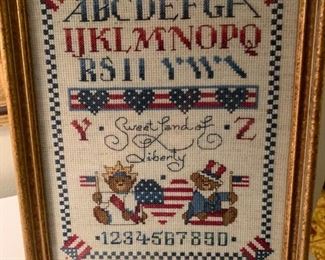 ABCDEFGH
IJKLMNOPQ
RSTUVWX
Y Sweet Land of Z
Liberty
1234567890